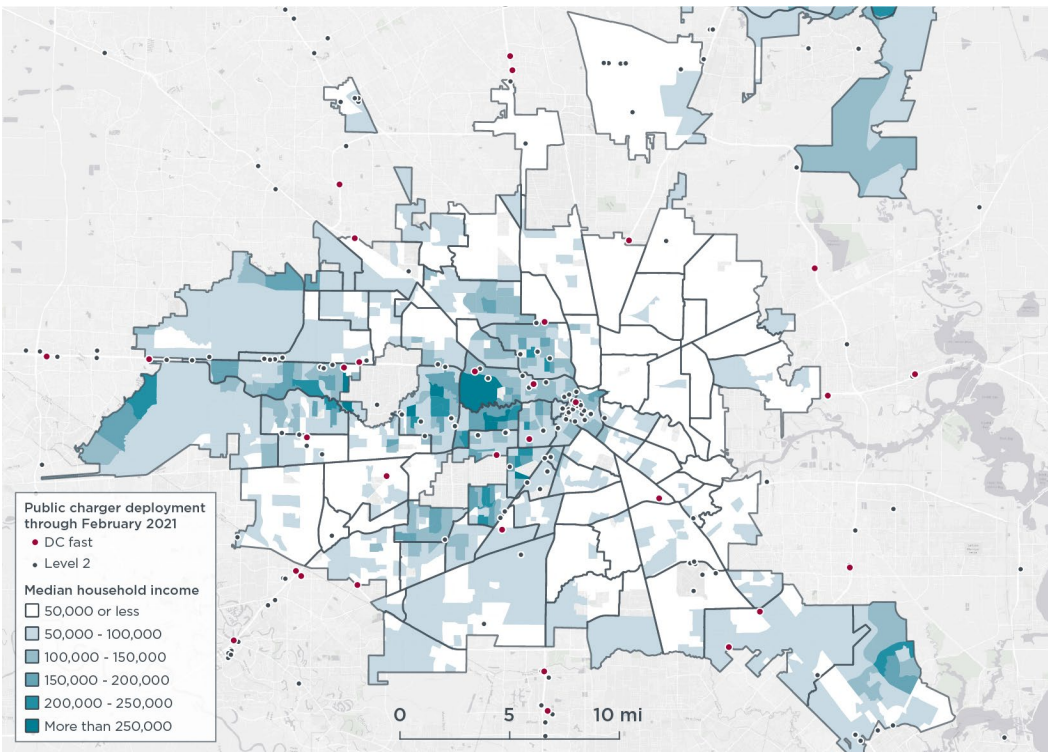 Public charger deployment
through February 2021
DC fast
Level 2
Median household income
50,000 or less
50,000 - 100,000
100,000 - 150,000
150,000 - 200,000
200,000 - 250,000
More than 250,000
0 5 10 mi